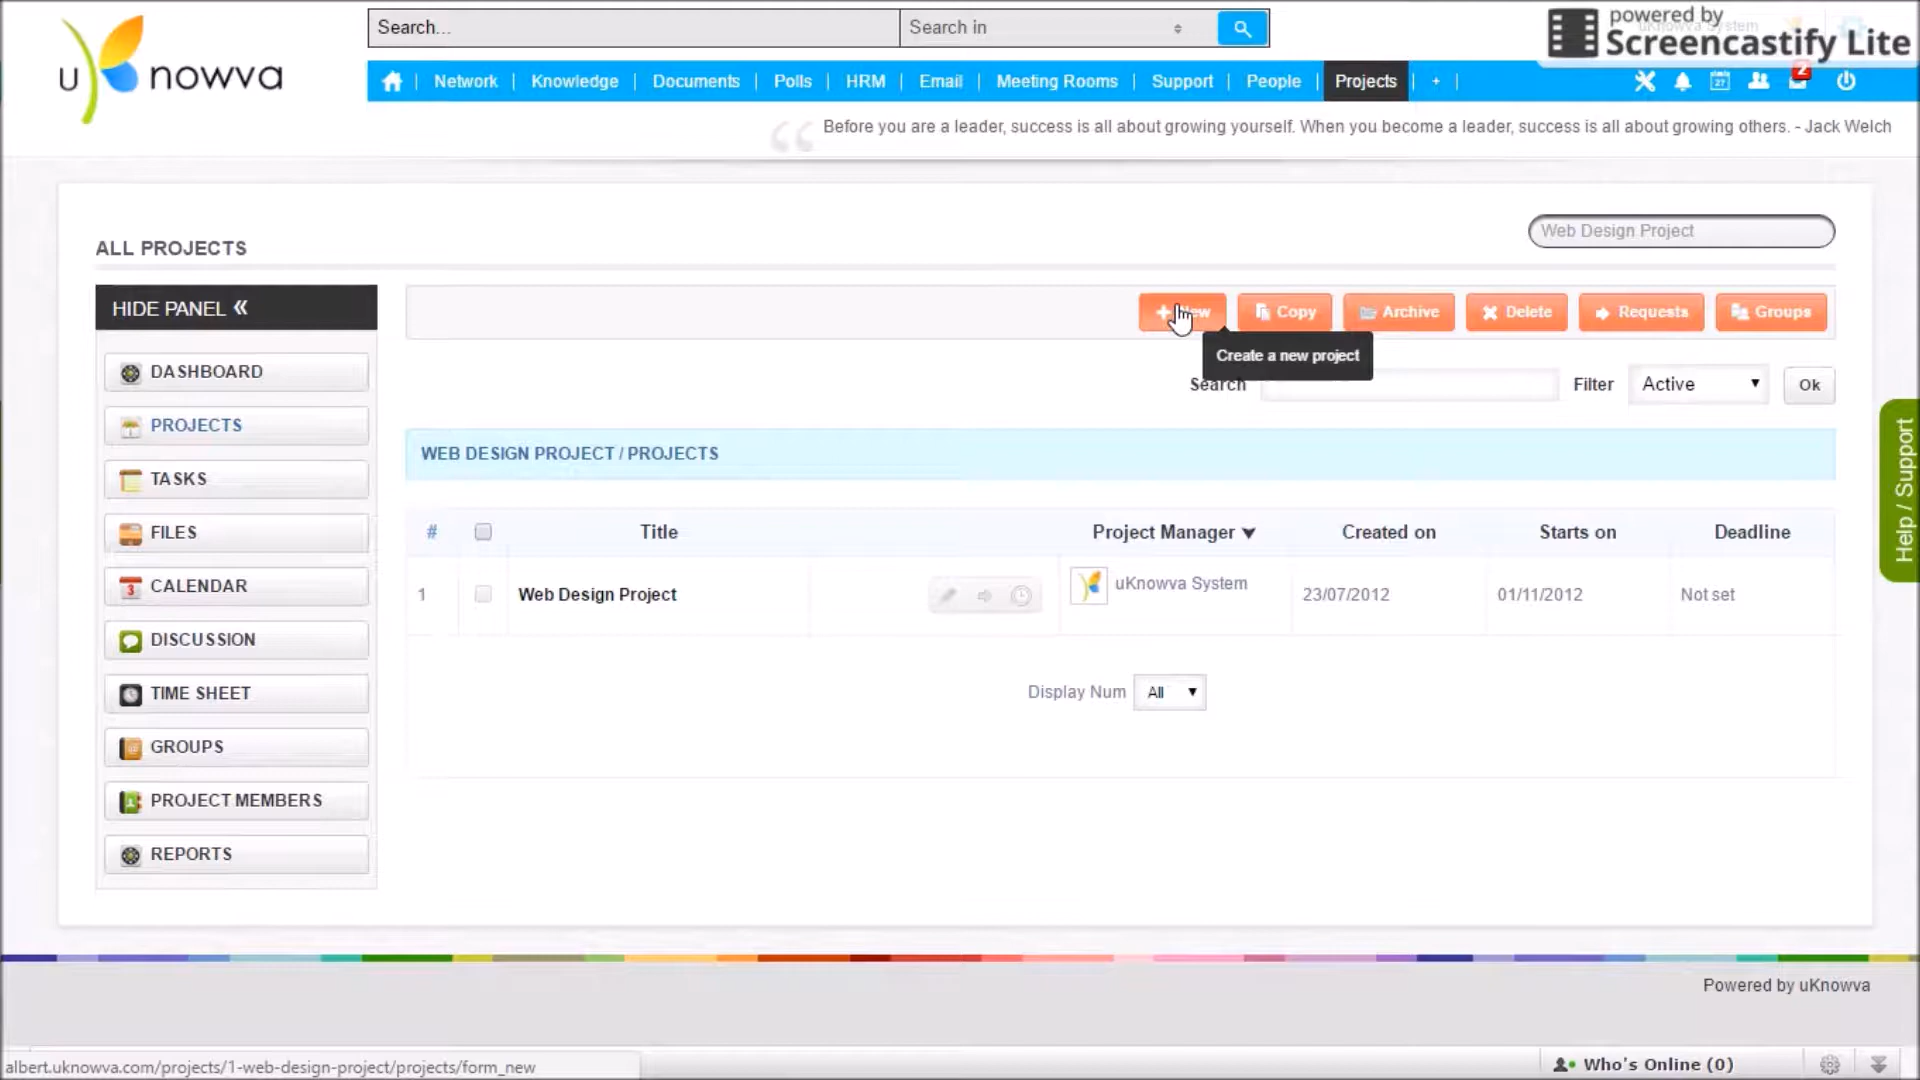 u nowva
Search...
Search in
powered by
Screencastify Lite
Network
Knowledge
Documents
Polls
HRM
Email
Meeting Rooms
Support
People
Projects
+
27
2
Before you are a leader, success is all about growing yourself. When you become a leader, success is all about growing others. - Jack Welch
ALL PROJECTS
Web Design Project
HIDE PANEL «
DASHBOARD
PROJECTS
TASKS
FILES
3 CALENDAR
DISCUSSION
TIME SHEET
GROUPS
PROJECT MEMBERS
REPORTS
Copy
Archive
Delete
Requests
Groups
Create a new project
Search
Filter
Active
Ok
WEB DESIGN PROJECT / PROJECTS
# Title Project Manager Created on Starts on Deadline
1 Web Design Project uKnowva System 23/07/2012 01/11/2012 Not set
Display Num All
Help / Support
Powered by uKnowva
albert.uknowva.com/projects/1-web-design-project/projects/form_new
Who's Online (0)